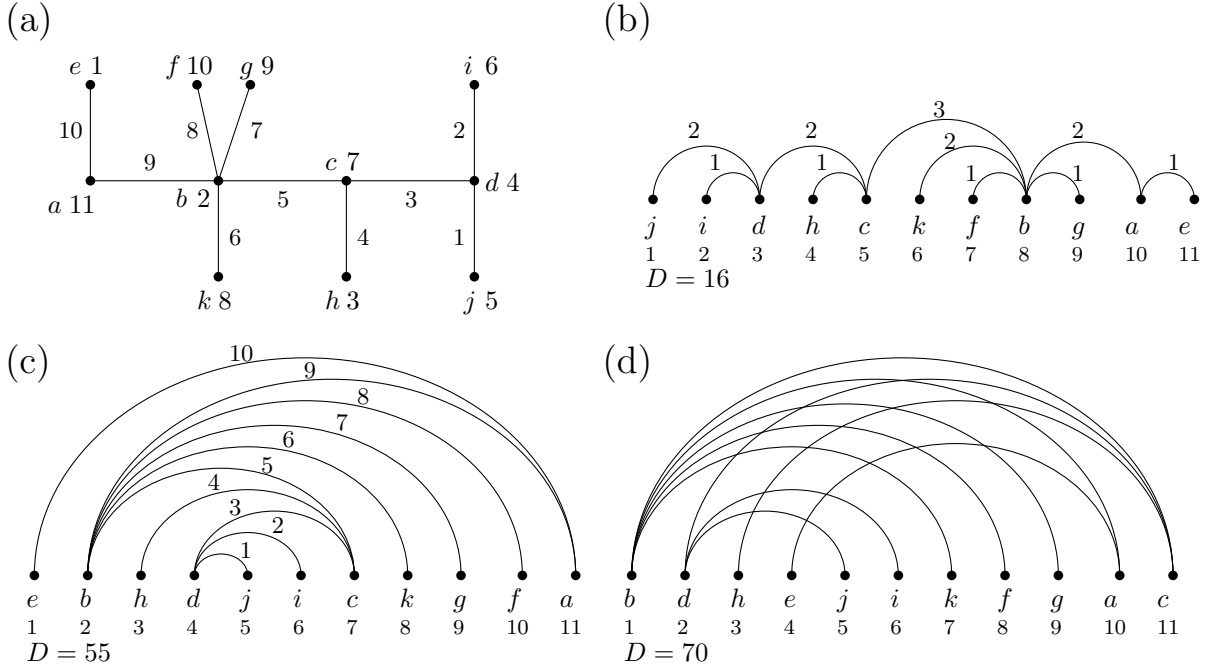 (a)
e 1
f 10
g 9
i 6
10
8
7
2
9
c 7
d 4
a 11
b 2
5
3
6
4
1
k 8
h 3
j 5
(b)
3
2
2
2
2
1
1
1
1
1
j i d h c k f b g a e
1 2 3 4 5 6 7 8 9 10 11
D = 16
(c)
10
9
8
7
6
5
4
3
2
1
e b h d j i c k g f a
1 2 3 4 5 6 7 8 9 10 11
D = 55
(d)
b d h e j i k f g a c
1 2 3 4 5 6 7 8 9 10 11
D = 70